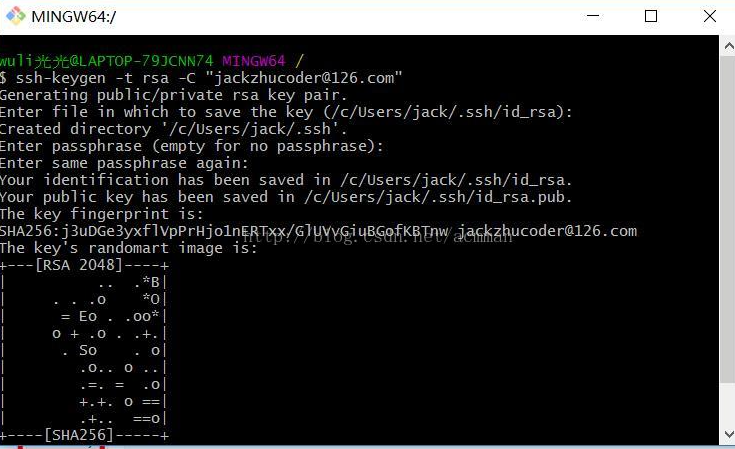 MINGW64:/
wuli光光@LAPTOP-79JCNN74 MINGW64 /
$ ssh-keygen -t rsa -C "jackzhucoder@126.com"
Generating public/private rsa key pair.
Enter file in which to save the key (/c/Users/jack/.ssh/id_rsa):
Created directory '/c/Users/jack/.ssh'.
Enter passphrase (empty for no passphrase):
Enter same passphrase again:
Your identification has been saved in /c/Users/jack/.ssh/id_rsa.
Your public key has been saved in /c/Users/jack/.ssh/id_rsa.pub.
The key fingerprint is:
SHA256:j3uDGe3yxflVpPrHjo1nERTxx/GlUVvGiuBGofKBTnw jackzhucoder@126.com
http://blog.csdn.net/acmman
The key's randomart image is:
+---[RSA 2048]----+
|          ..  .*B|
|     . . .o    *O|
|      = Eo . .oo*|
|     o + .o . .+.|
|      . So    . o|
|        .o.. o ..|
|        .=. =  .o|
|        +.+. o ==|
|        .+..  ==o|
+----[SHA256]-----+